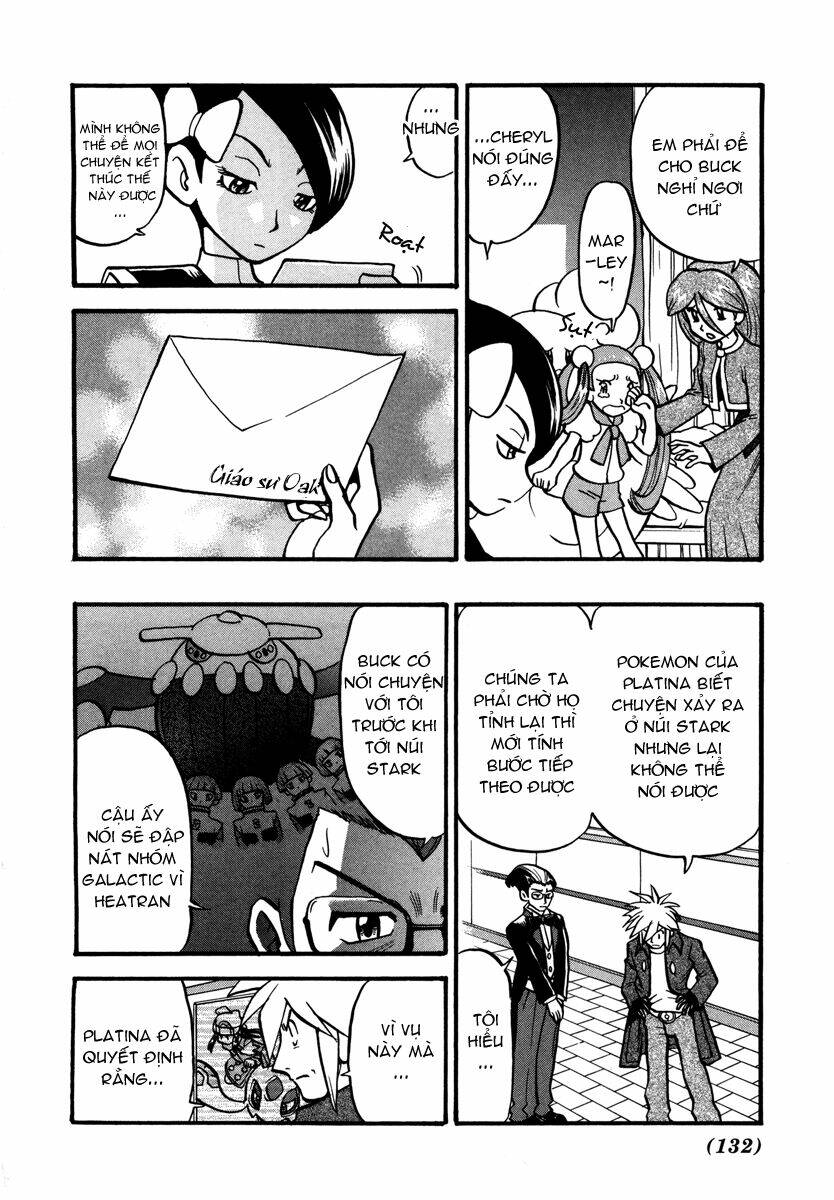 EM PHẢI ĐỂ
CHO BUCK
NGHỈ NGƠI
CHỨ
...CHERYL
NÓI ĐÚNG
ĐẤY...
MAR
-LEY
~!
Sụt
...
NHƯNG
MÌNH KHÔNG
THỂ ĐỂ MỌI
CHUYỆN KẾT
THÚC THẾ
NÀY ĐƯỢC
...
Roạt
Giáo sư Oak
POKEMON CỦA
PLATINA BIẾT
CHUYỆN XẢY RA
Ở NÚI STARK
NHƯNG LẠI
KHÔNG THỂ
NÓI ĐƯỢC
CHÚNG TA
PHẢI CHỜ HỌ
TỈNH LẠI THÌ
MỚI TÍNH
BƯỚC TIẾP
THEO ĐƯỢC
TÔI
HIỂU
...
BUCK CÓ
NÓI CHUYỆN
VỚI TÔI
TRƯỚC KHI
TỚI NÚI
STARK
CẬU ẤY
NÓI SẼ ĐẬP
NÁT NHÓM
GALACTIC VÌ
HEATRAN
VÌ VỤ
NÀY MÀ
...
PLATINA ĐÃ
QUYẾT ĐỊNH
RẰNG...
(132)